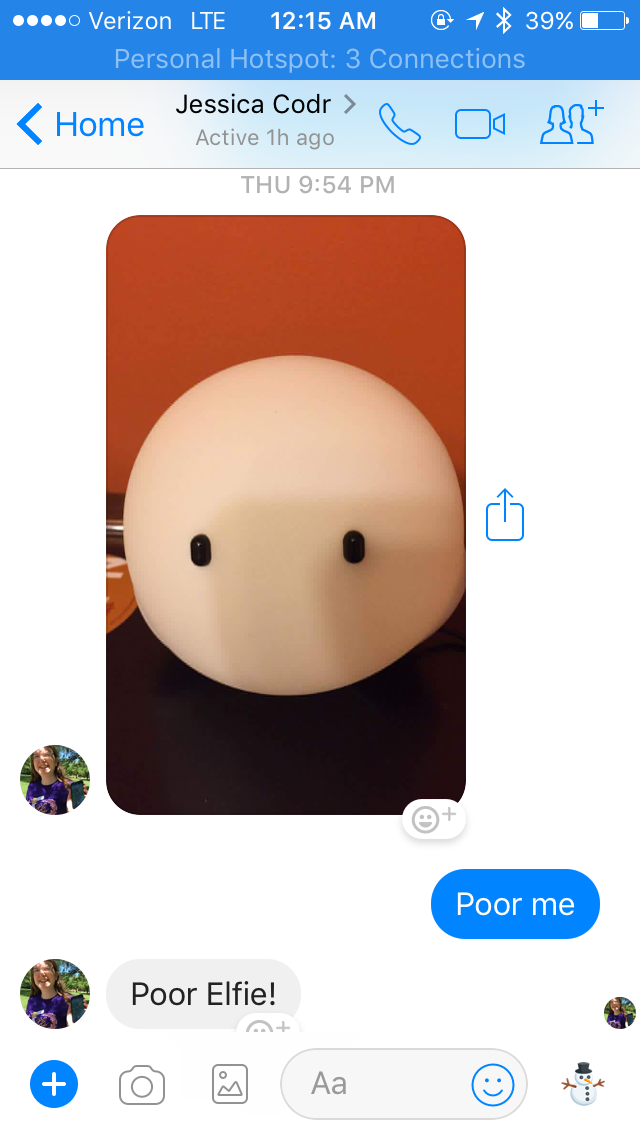 Verizon LTE 12:15 AM 39%
Personal Hotspot: 3 Connections
Home
Jessica Codr
Active 1h ago
THU 9:54 PM
Poor me
Poor Elfie!
Aa